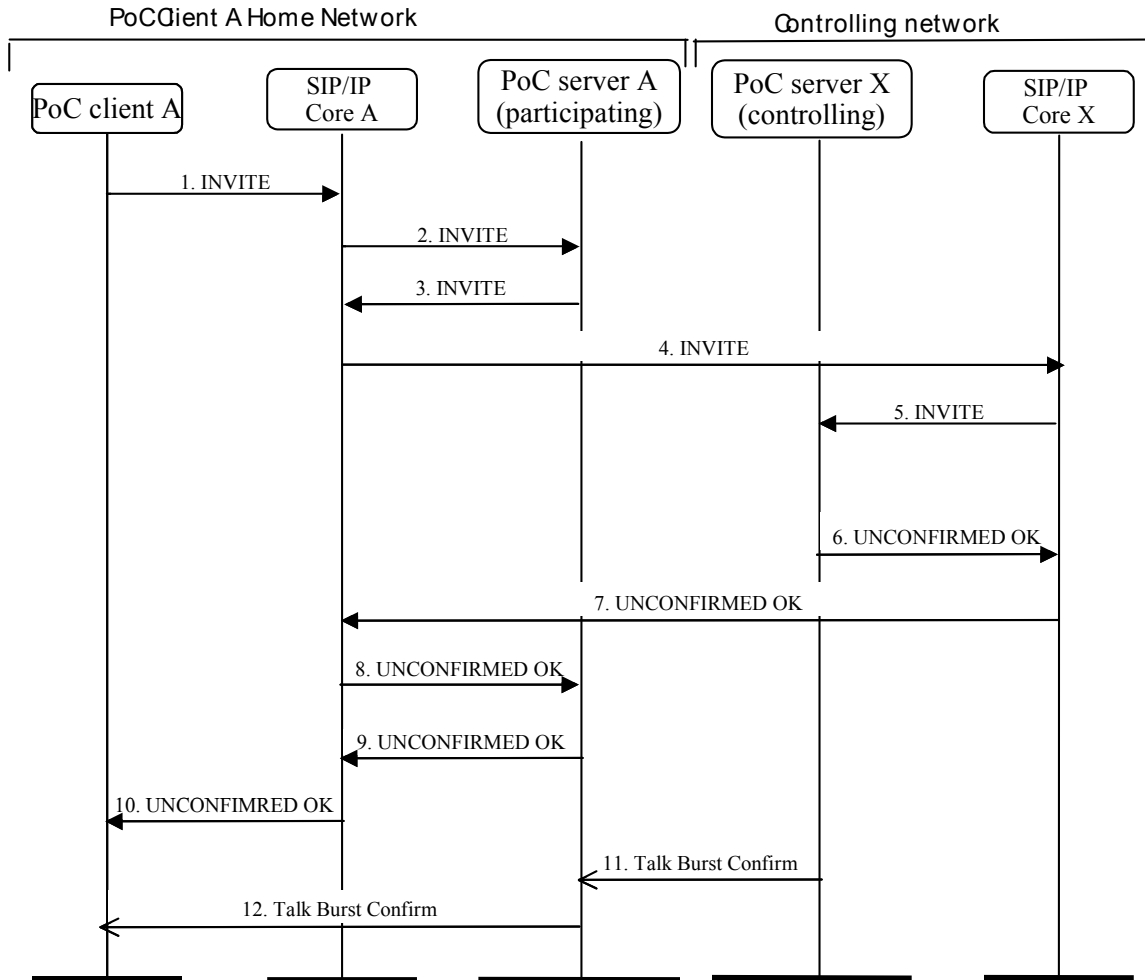 PoCClient A Home Network
Controlling network
PoC client A
SIP/IP
Core A
PoC server A
(participating)
PoC server X
(controlling)
SIP/IP
Core X
1. INVITE
2. INVITE
3. INVITE
4. INVITE
5. INVITE
6. UNCONFIRMED OK
7. UNCONFIRMED OK
8. UNCONFIRMED OK
9. UNCONFIRMED OK
10. UNCONFIMRED OK
11. Talk Burst Confirm
12. Talk Burst Confirm